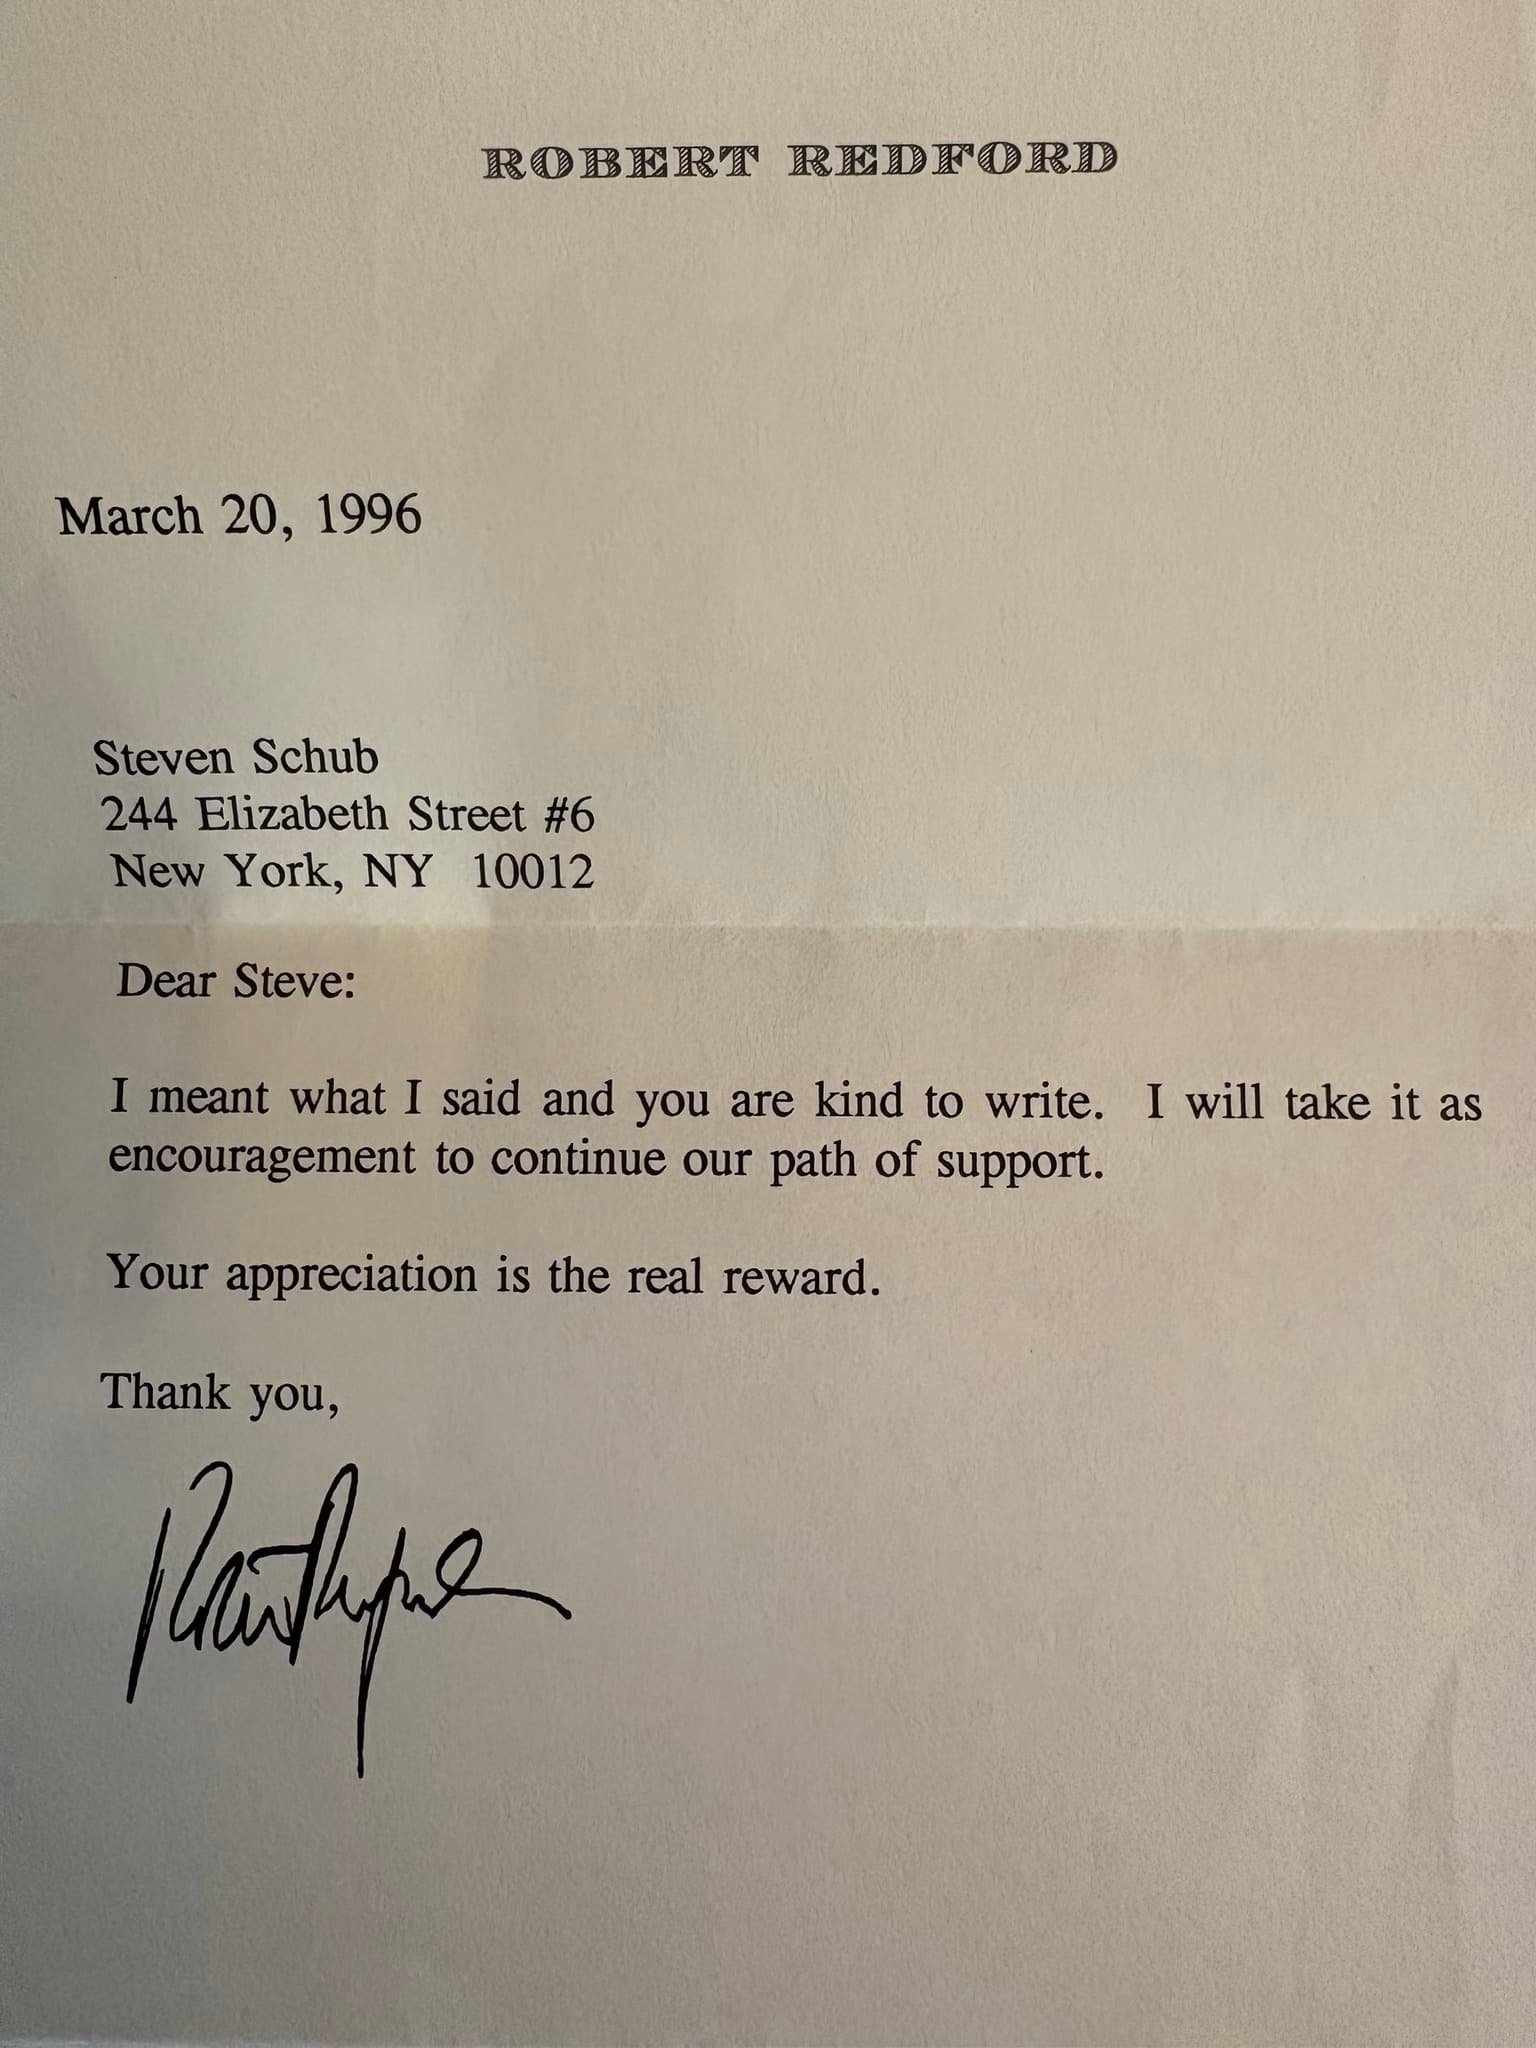 ROBERT REDFORD
March 20, 1996
Steven Schub
244 Elizabeth Street #6
New York, NY 10012
Dear Steve:
I meant what I said and you are kind to write. I will take it as
encouragement to continue our path of support.
Your appreciation is the real reward.
Thank you,